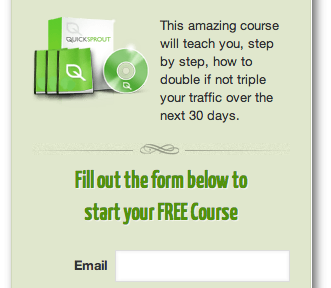 QUICKSPROUT
This amazing course
will teach you, step
by step, how to
double if not triple
your traffic over the
next 30 days.
Fill out the form below to
start your FREE Course
Email